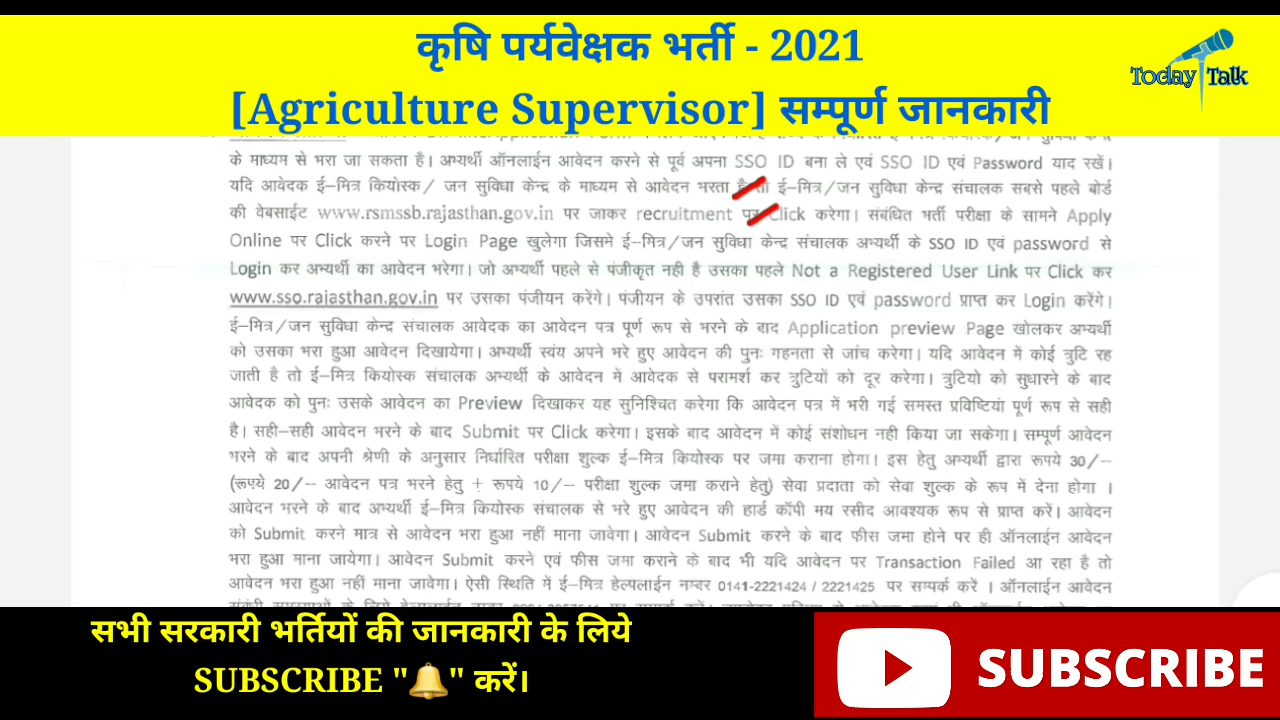 कृषि पर्यवेक्षक भर्ती - 2021
[Agriculture Supervisor] सम्पूर्ण जानकारी
Today Talk
के माध्यम से भरा जा सकता है। अभ्यर्थी ऑनलाईन आवेदन करने से पूर्व अपना SSO ID बना ले एवं SSO ID एवं Password याद रखें।
यदि आवेदक ई–मित्र कियोस्क/ जन सुविधा केन्द्र के माध्यम से आवेदन भरता है तो ई–मित्र/जन सुविधा केन्द्र संचालक सबसे पहले बोर्ड
की वेबसाईट www.rsmssb.rajasthan.gov.in पर जाकर recruitment पर Click करेगा। संबंधित भर्ती परीक्षा के सामने Apply
Online पर Click करने पर Login Page खुलेगा जिसमे ई–मित्र/जन सुविधा केन्द्र संचालक अभ्यर्थी के SSO ID एवं password से
Login कर अभ्यर्थी का आवेदन भरेगा। जो अभ्यर्थी पहले से पंजीकृत नही है उसका पहले Not a Registered User Link पर Click कर
www.sso.rajasthan.gov.in पर उसका पंजीयन करेंगे। पंजीयन के उपरांत उसका SSO ID एवं password प्राप्त कर Login करेंगे।
ई–मित्र/जन सुविधा केन्द्र संचालक आवेदक का आवेदन पत्र पूर्ण रूप से भरने के बाद Application preview Page खोलकर अभ्यर्थी
को उसका भरा हुआ आवेदन दिखायेगा। अभ्यर्थी स्वंय अपने भरे हुए आवेदन की पुनः गहनता से जांच करेगा। यदि आवेदन में कोई त्रुटि रह
जाती है तो ई–मित्र कियोस्क संचालक अभ्यर्थी के आवेदन में आवेदक से परामर्श कर त्रुटियों को दूर करेगा। त्रुटियो को सुधारने के बाद
आवेदक को पुनः उसके आवेदन का Preview दिखाकर यह सुनिश्चित करेगा कि आवेदन पत्र में भरी गई समस्त प्रविष्टियां पूर्ण रूप से सही
है। सही–सही आवेदन भरने के बाद Submit पर Click करेगा। इसके बाद आवेदन में कोई संशोधन नही किया जा सकेगा। सम्पूर्ण आवेदन
भरने के बाद अपनी श्रेणी के अनुसार निर्धारित परीक्षा शुल्क ई–मित्र कियोस्क पर जमा कराना होगा। इस हेतु अभ्यर्थी द्वारा रूपये 30/–
(रूपये 20/–- आवेदन पत्र भरने हेतु + रूपये 10/– परीक्षा शुल्क जमा कराने हेतु) सेवा प्रदाता को सेवा शुल्क के रूप में देना होगा ।
आवेदन भरने के बाद अभ्यर्थी ई–मित्र कियोस्क संचालक से भरे हुए आवेदन की हार्ड कॉपी मय रसीद आवश्यक रूप से प्राप्त करें। आवेदन
को Submit करने मात्र से आवेदन भरा हुआ नहीं माना जावेगा। आवेदन Submit करने के बाद फीस जमा होने पर ही ऑनलाईन आवेदन
भरा हुआ माना जायेगा। आवेदन Submit करने एवं फीस जमा कराने के बाद भी यदि आवेदन पर Transaction Failed आ रहा है तो
आवेदन भरा हुआ नहीं माना जावेगा। ऐसी स्थिति में ई–मित्र हेल्पलाईन नम्बर 0141-2221424 / 2221425 पर सम्पर्क करें । ऑनलाईन आवेदन
सभी सरकारी भर्तियों की जानकारी के लिये
SUBSCRIBE "🔔" करें।
SUBSCRIBE